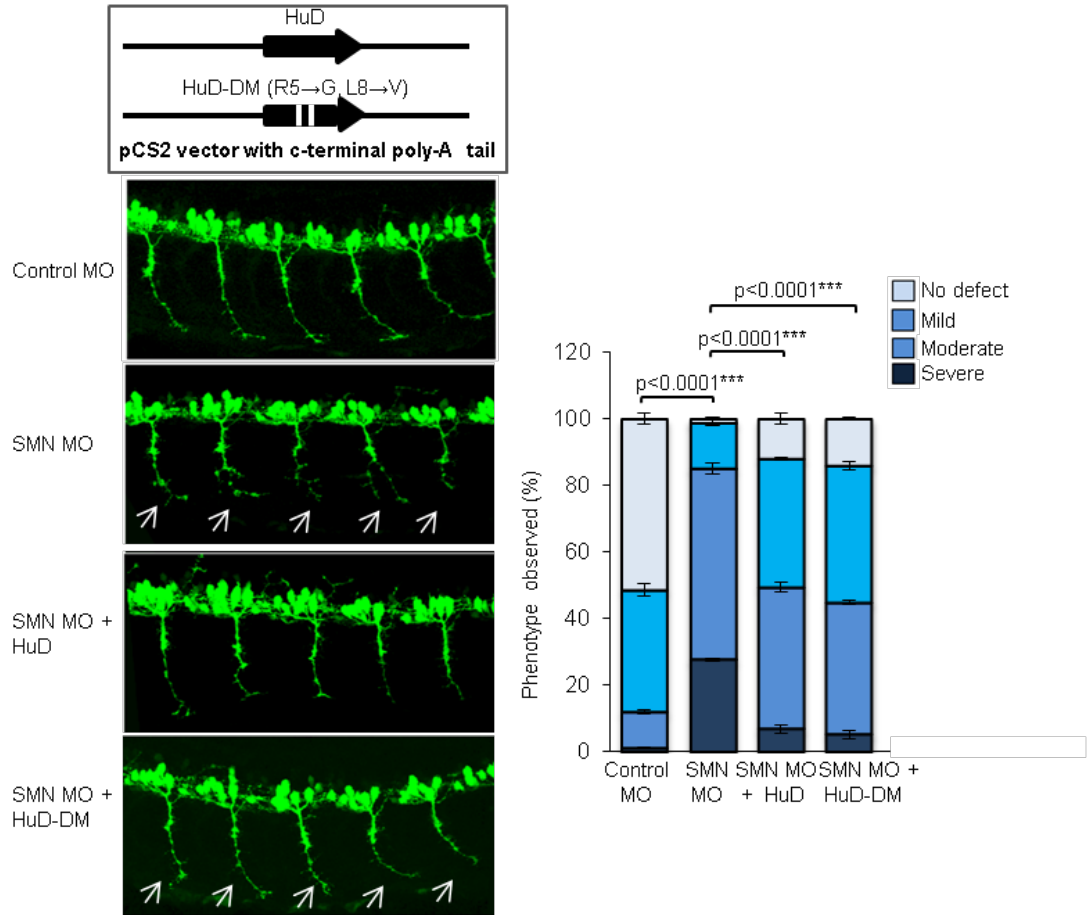 HuD
HuD-DM (R5→G, L8→V)
pCS2 vector with c-terminal poly-A tail
Control MO
SMN MO
SMN MO +
HuD
SMN MO +
HuD-DM
p<0.0001***
p<0.0001***
p<0.0001***
No defect
Mild
Moderate
Severe
Phenotype observed (%)
120
100
80
60
40
20
0
Control
MO
SMN
MO
SMN MO
+ HuD
SMN MO +
HuD-DM